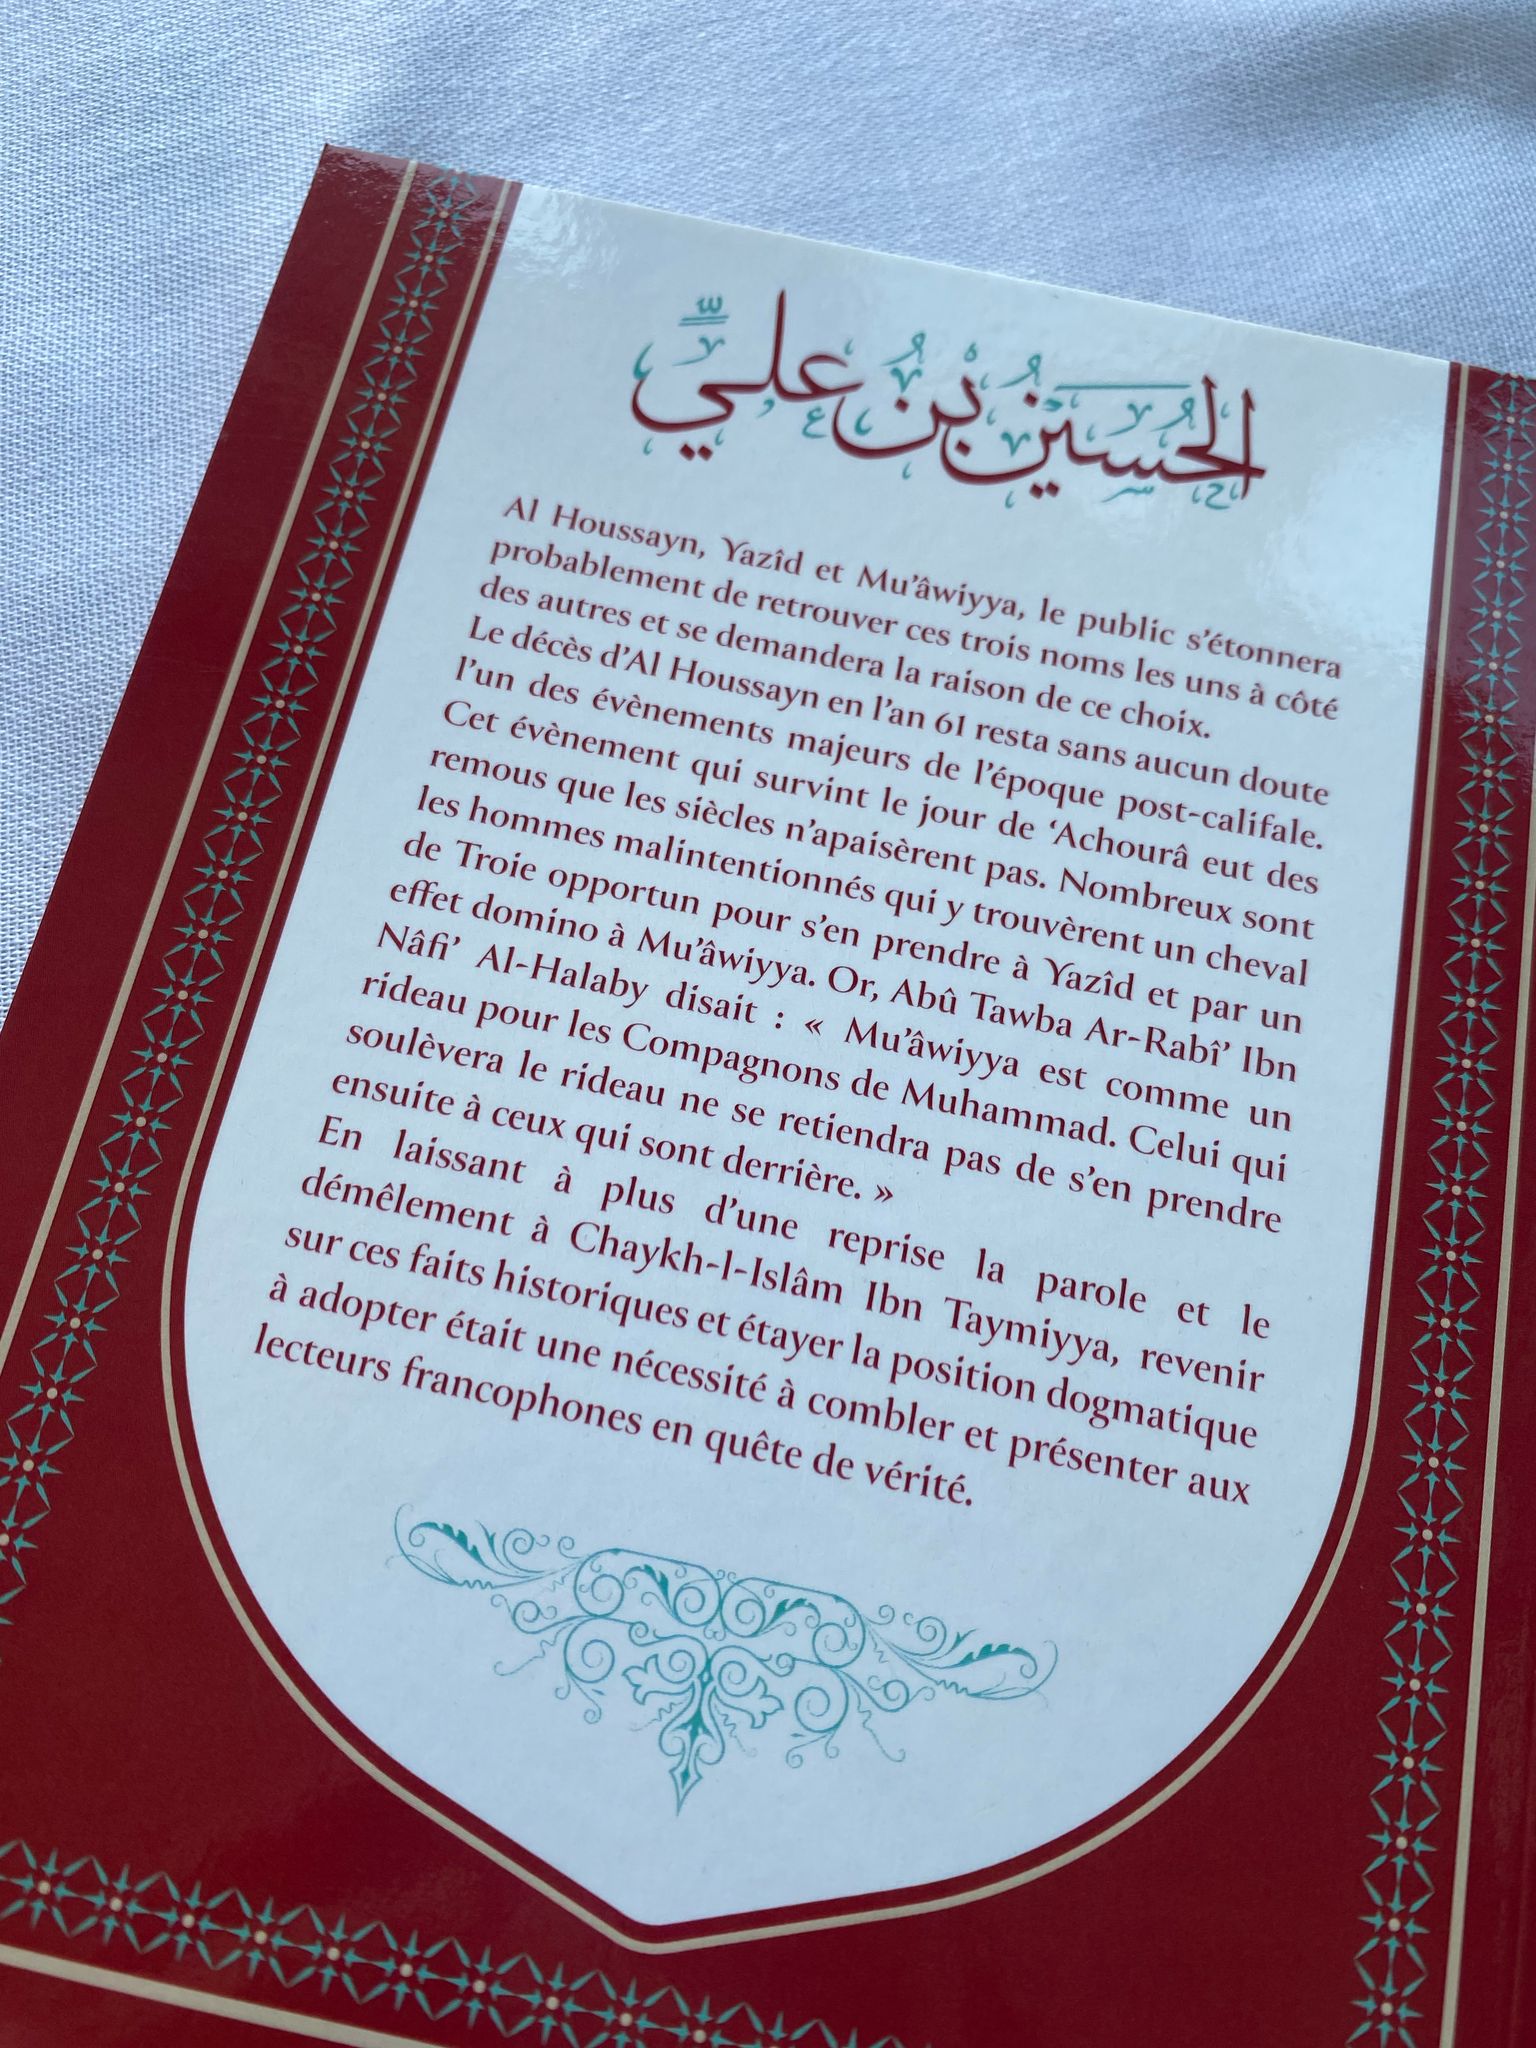 الحُسَيْنُ بْنُ عَلِيٍّ
Al Houssayn, Yazîd et Mu’âwiyya, le public s’étonnera
probablement de retrouver ces trois noms les uns à côté
des autres et se demandera la raison de ce choix.
Le décès d’Al Houssayn en l’an 61 resta sans aucun doute
l’un des évènements majeurs de l’époque post-califale.
Cet évènement qui survint le jour de ‘Achourâ eut des
remous que les siècles n’apaisèrent pas. Nombreux sont
les hommes malintentionnés qui y trouvèrent un cheval
de Troie opportun pour s’en prendre à Yazîd et par un
effet domino à Mu’âwiyya. Or, Abû Tawba Ar-Rabî’ Ibn
Nâfi’ Al-Halaby disait : « Mu’âwiyya est comme un
rideau pour les Compagnons de Muhammad. Celui qui
soulèvera le rideau ne se retiendra pas de s’en prendre
ensuite à ceux qui sont derrière. »
En laissant à plus d’une reprise la parole et le
démêlement à Chaykh-l-Islâm Ibn Taymiyya, revenir
sur ces faits historiques et étayer la position dogmatique
à adopter était une nécessité à combler et présenter aux
lecteurs francophones en quête de vérité.